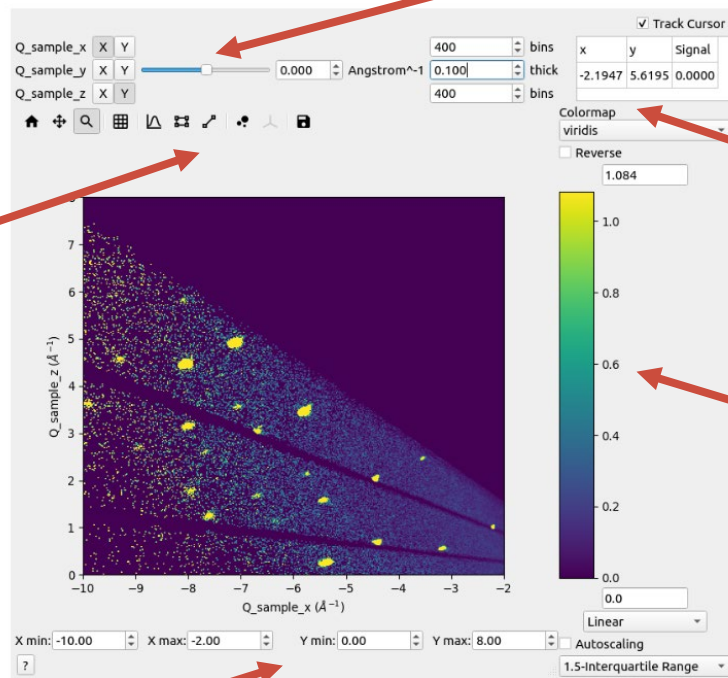 Track Cursor
Q_sample_x X Y 400 bins
Q_sample_y X Y 0.000 Angstrom^-1 0.100 thick
Q_sample_z X Y 400 bins
x y Signal
-2.1947 5.6195 0.0000
Colormap
viridis
Reverse
1.084
1.0
0.8
0.6
0.4
0.2
0.0
7
6
5
4
3
2
1
0
Q_sample_z (Å⁻¹)
−10 −9 −8 −7 −6 −5 −4 −3 −2
Q_sample_x (Å⁻¹)
0.0
Linear
X min: -10.00 X max: -2.00 Y min: 0.00 Y max: 8.00
Autoscaling
? 1.5-Interquartile Range